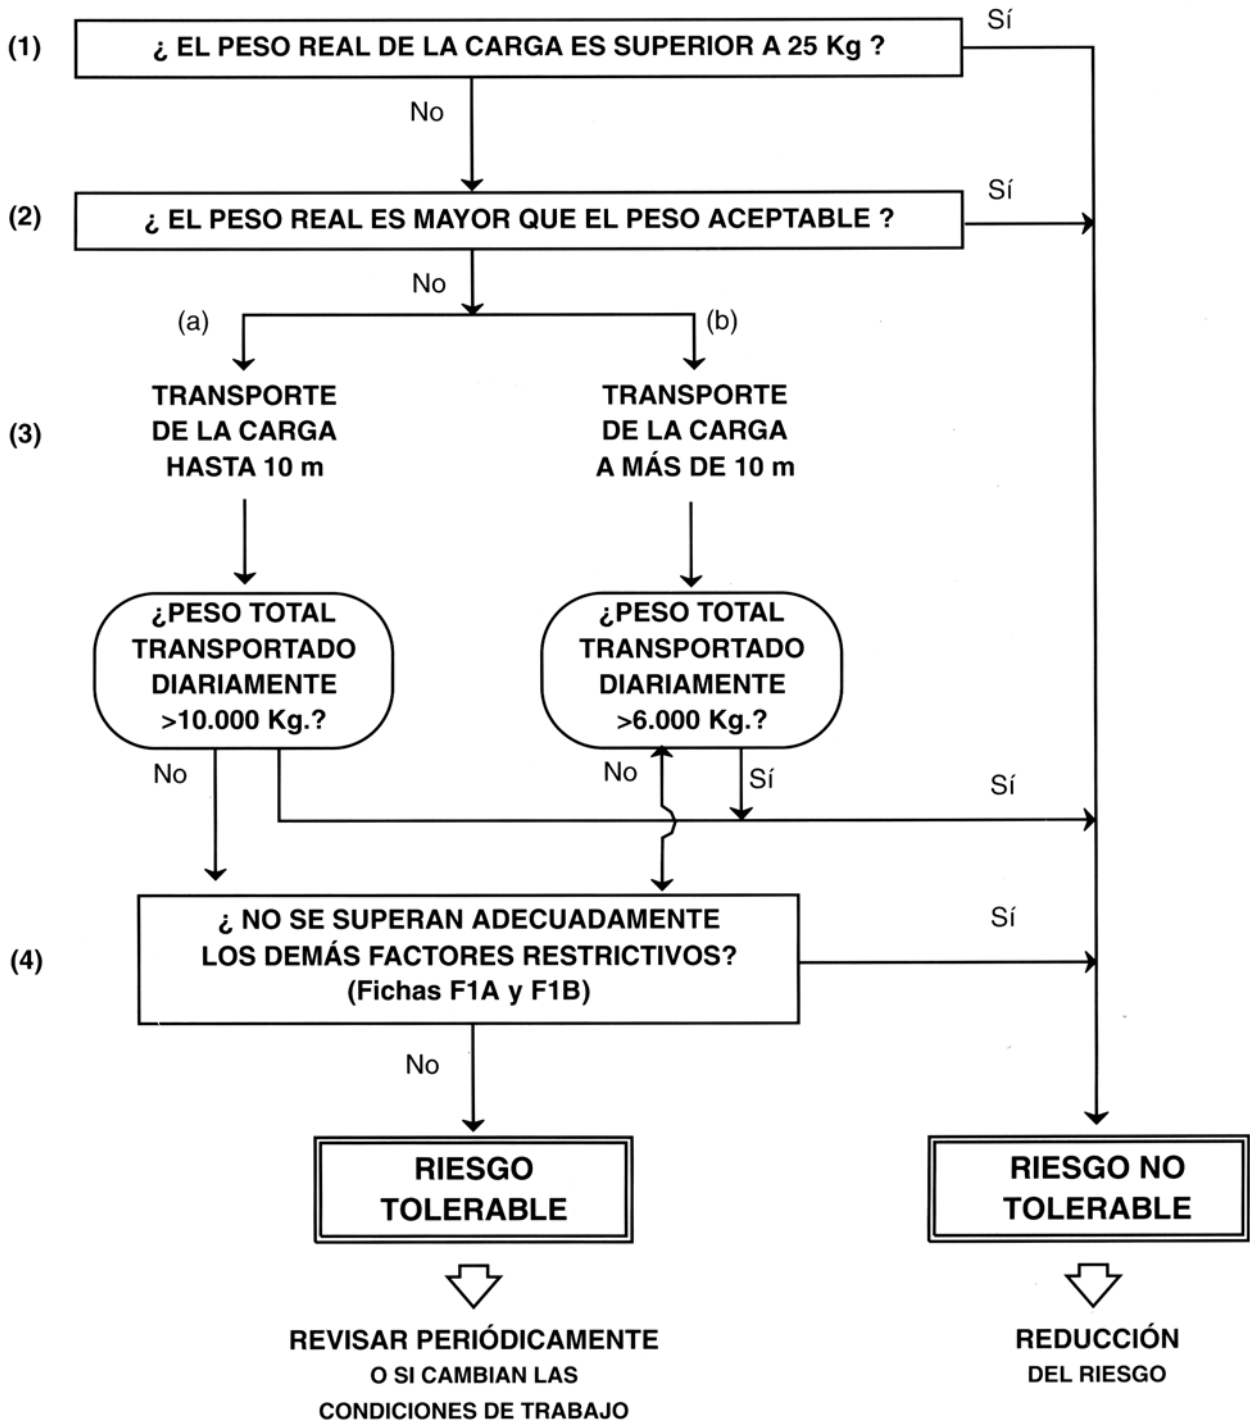 (1)
¿ EL PESO REAL DE LA CARGA ES SUPERIOR A 25 Kg ?
Sí
No
(2)
¿ EL PESO REAL ES MAYOR QUE EL PESO ACEPTABLE ?
Sí
No
(a)
(b)
(3)
TRANSPORTE
DE LA CARGA
HASTA 10 m
TRANSPORTE
DE LA CARGA
A MÁS DE 10 m
¿PESO TOTAL
TRANSPORTADO
DIARIAMENTE
>10.000 Kg.?
¿PESO TOTAL
TRANSPORTADO
DIARIAMENTE
>6.000 Kg.?
No
No
Sí
Sí
(4)
¿ NO SE SUPERAN ADECUADAMENTE
LOS DEMÁS FACTORES RESTRICTIVOS?
(Fichas F1A y F1B)
Sí
No
RIESGO
TOLERABLE
RIESGO NO
TOLERABLE
REVISAR PERIÓDICAMENTE
O SI CAMBIAN LAS
CONDICIONES DE TRABAJO
REDUCCIÓN
DEL RIESGO